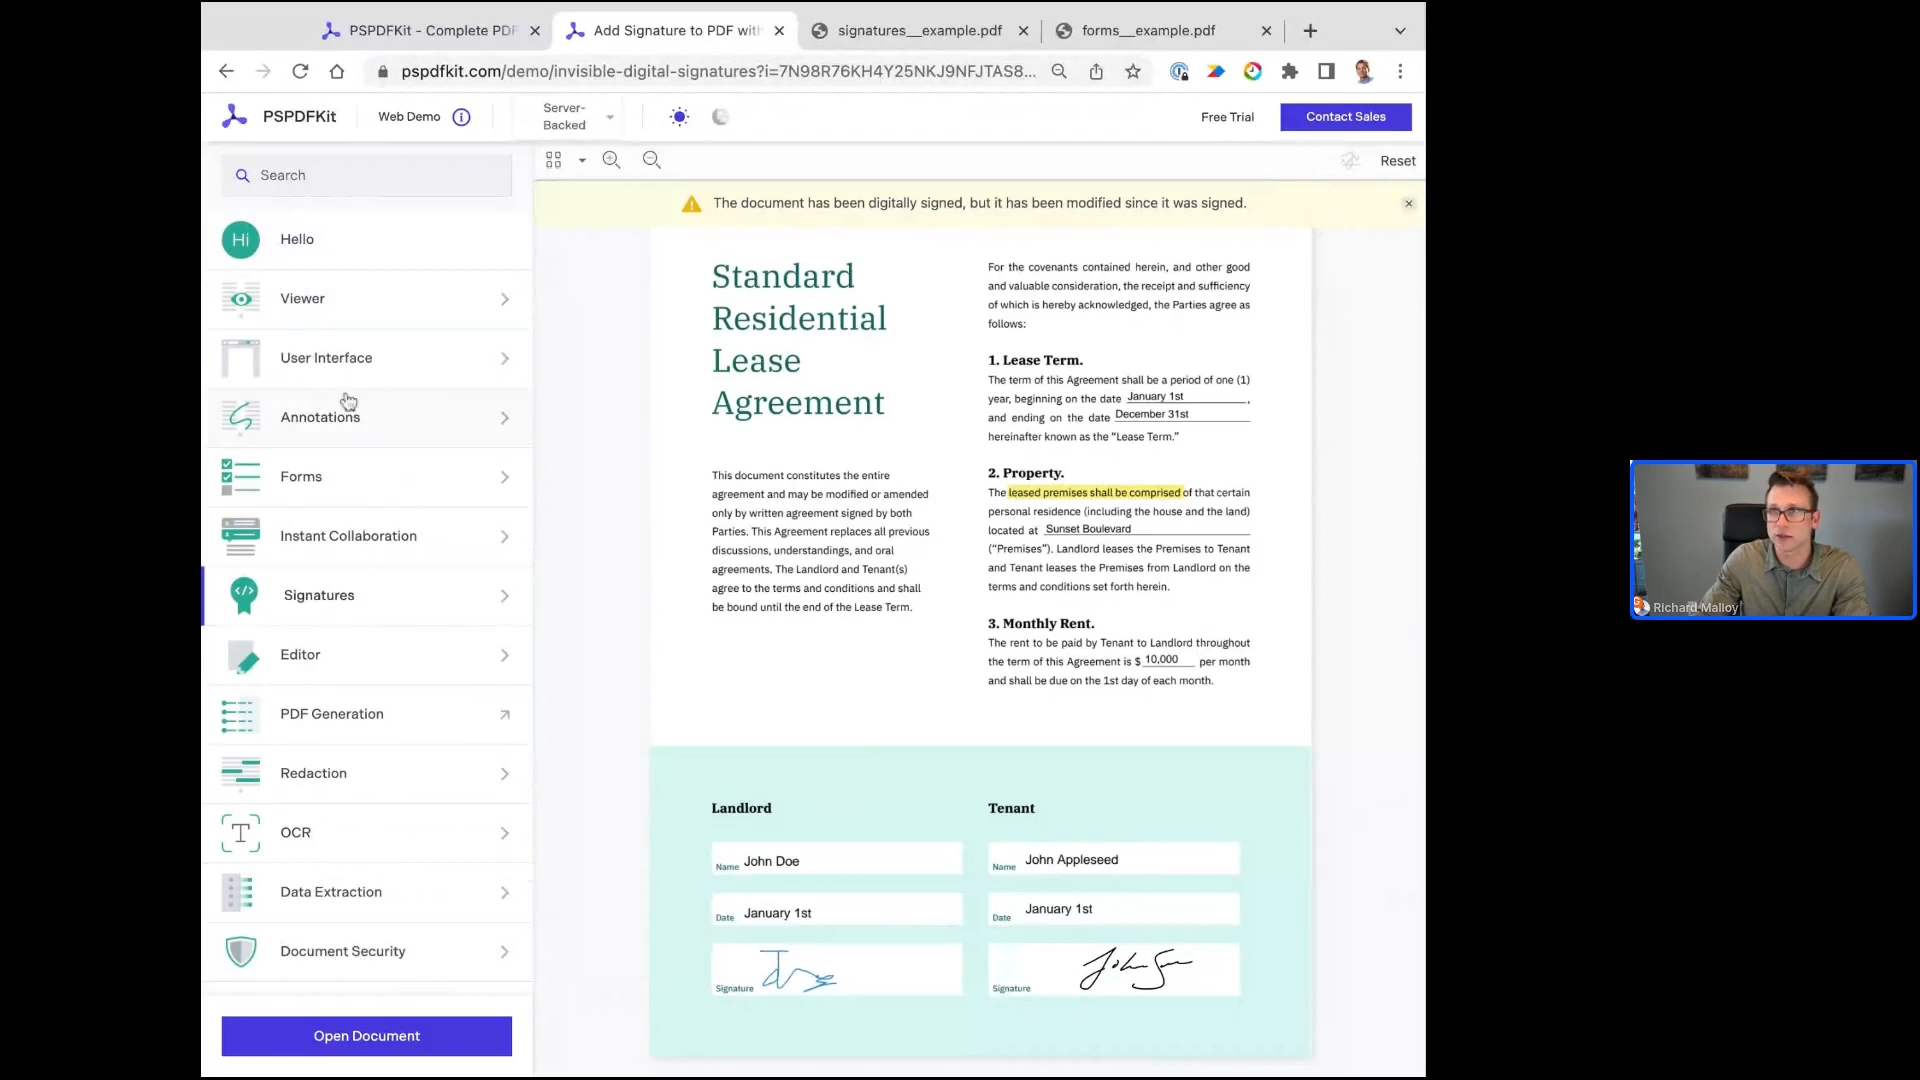 PSPDFKit - Complete PDF
Add Signature to PDF with
signatures__example.pdf
forms__example.pdf
pspdfkit.com/demo/invisible-digital-signatures?i=7N98R76KH4Y25NKJ9NFJTAS8...
PSPDFKit
Web Demo
Server-
Backed
Free Trial
Contact Sales
Search
Reset
The document has been digitally signed, but it has been modified since it was signed.
Hi
Hello
Viewer
User Interface
Annotations
Forms
Instant Collaboration
Signatures
Editor
PDF Generation
Redaction
OCR
Data Extraction
Document Security
Open Document
Standard
Residential
Lease
Agreement
This document constitutes the entire
agreement and may be modified or amended
only by written agreement signed by both
Parties. This Agreement replaces all previous
discussions, understandings, and oral
agreements. The Landlord and Tenant(s)
agree to the terms and conditions and shall
be bound until the end of the Lease Term.
For the covenants contained herein, and other good
and valuable consideration, the receipt and sufficiency
of which is hereby acknowledged, the Parties agree as
follows:
1. Lease Term.
The term of this Agreement shall be a period of one (1)
year, beginning on the date January 1st,
and ending on the date December 31st
hereinafter known as the “Lease Term.”
2. Property.
The leased premises shall be comprised of that certain
personal residence (including the house and the land)
located at Sunset Boulevard
(“Premises”). Landlord leases the Premises to Tenant
and Tenant leases the Premises from Landlord on the
terms and conditions set forth herein.
3. Monthly Rent.
The rent to be paid by Tenant to Landlord throughout
the term of this Agreement is $ 10,000 per month
and shall be due on the 1st day of each month.
Landlord
Name John Doe
Date January 1st
Signature
Tenant
Name John Appleseed
Date January 1st
Signature
Richard Malloy